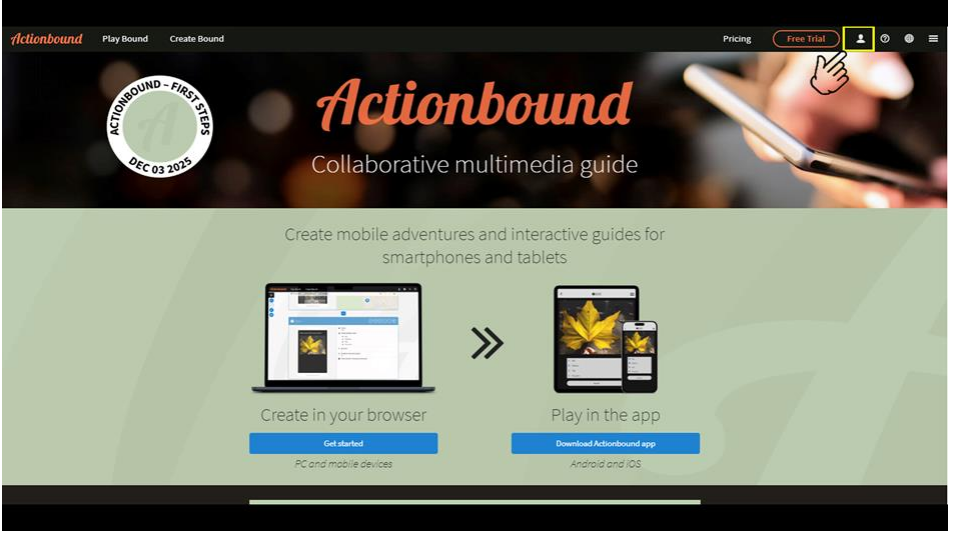 Actionbound
Play Bound
Create Bound
Pricing
Free Trial
ACTIONBOUND – FIRST STEPS
DEC 03 2025
Actionbound
Collaborative multimedia guide
Create mobile adventures and interactive guides for
smartphones and tablets
Create in your browser
Play in the app
Get started
Download Actionbound app
PC and mobile devices
Android and iOS